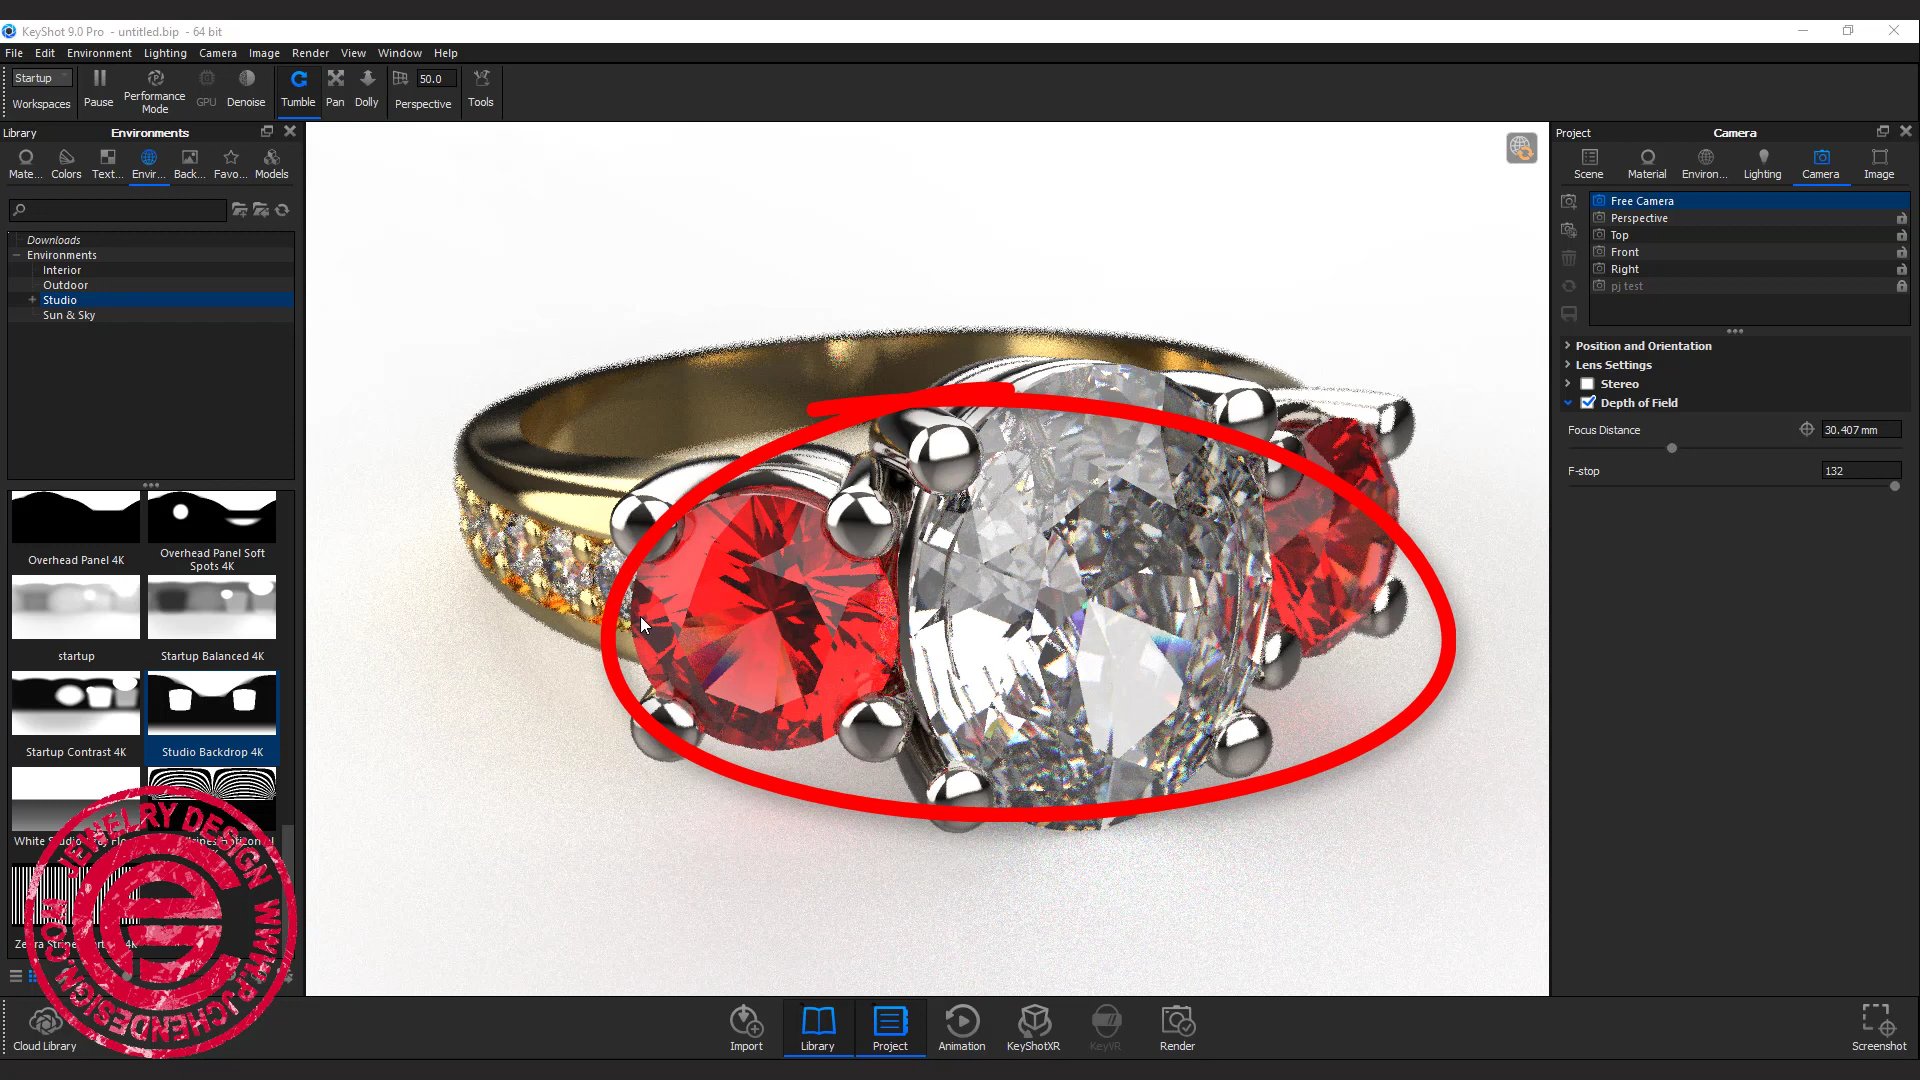 KeyShot 9.0 Pro - untitled.bip - 64 bit
File Edit Environment Lighting Camera Image Render View Window Help
Startup
50.0
Workspaces Pause Performance Mode GPU Denoise Tumble Pan Dolly Perspective Tools
Library Environments
Mate... Colors Text... Envir... Back... Favo... Models
Downloads
Environments
Interior
Outdoor
Studio
Sun & Sky
Overhead Panel 4K
Overhead Panel Soft
Spots 4K
startup
Startup Balanced 4K
Startup Contrast 4K
Studio Backdrop 4K
JEWELRY DESIGN WWW.PJCHENDESIGN.COM
Project Camera
Scene Material Environ... Lighting Camera Image
Free Camera
Perspective
Top
Front
Right
pj test
Position and Orientation
Lens Settings
Stereo
Depth of Field
Focus Distance 30.407 mm
F-stop 132
Cloud Library Import Library Project Animation KeyShotXR KeyVR Render Screenshot